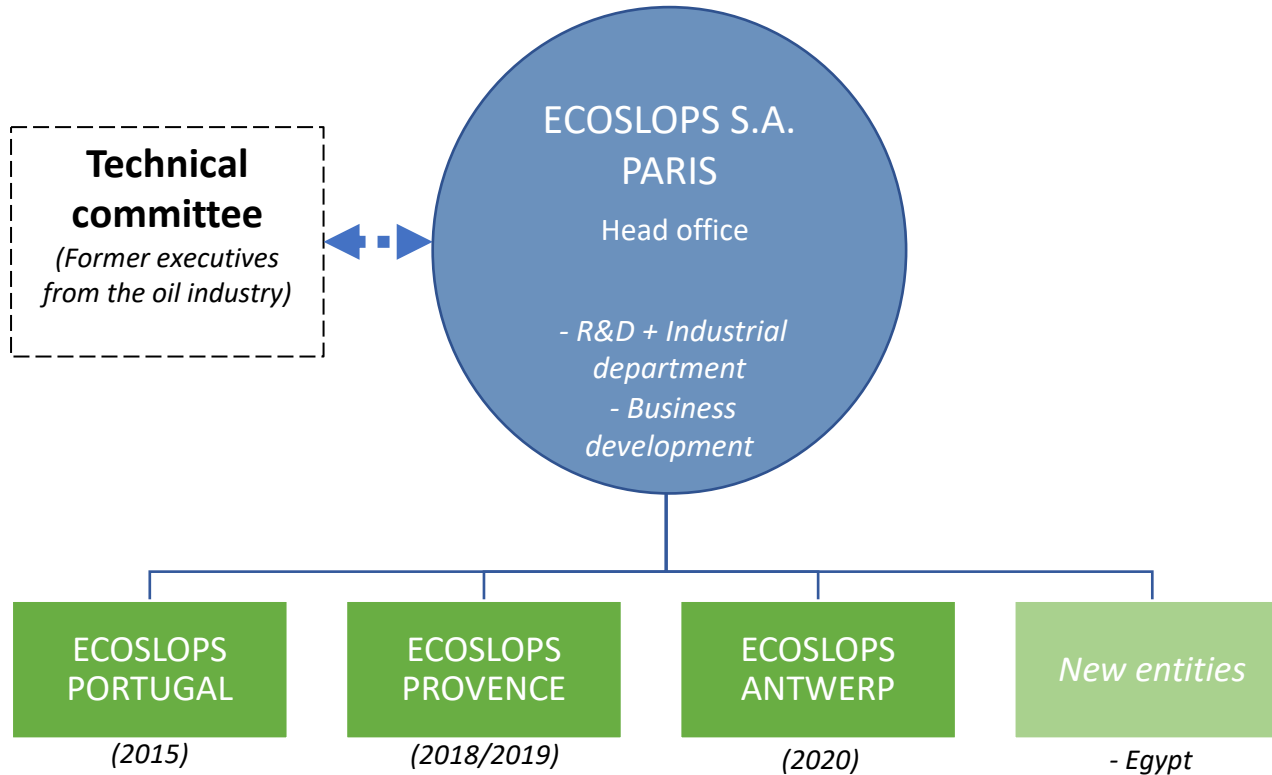 Technical
committee
(Former executives
from the oil industry)
ECOSLOPS S.A.
PARIS
Head office
- R&D + Industrial
department
- Business
development
ECOSLOPS
PORTUGAL
(2015)
ECOSLOPS
PROVENCE
(2018/2019)
ECOSLOPS
ANTWERP
(2020)
New entities
- Egypt